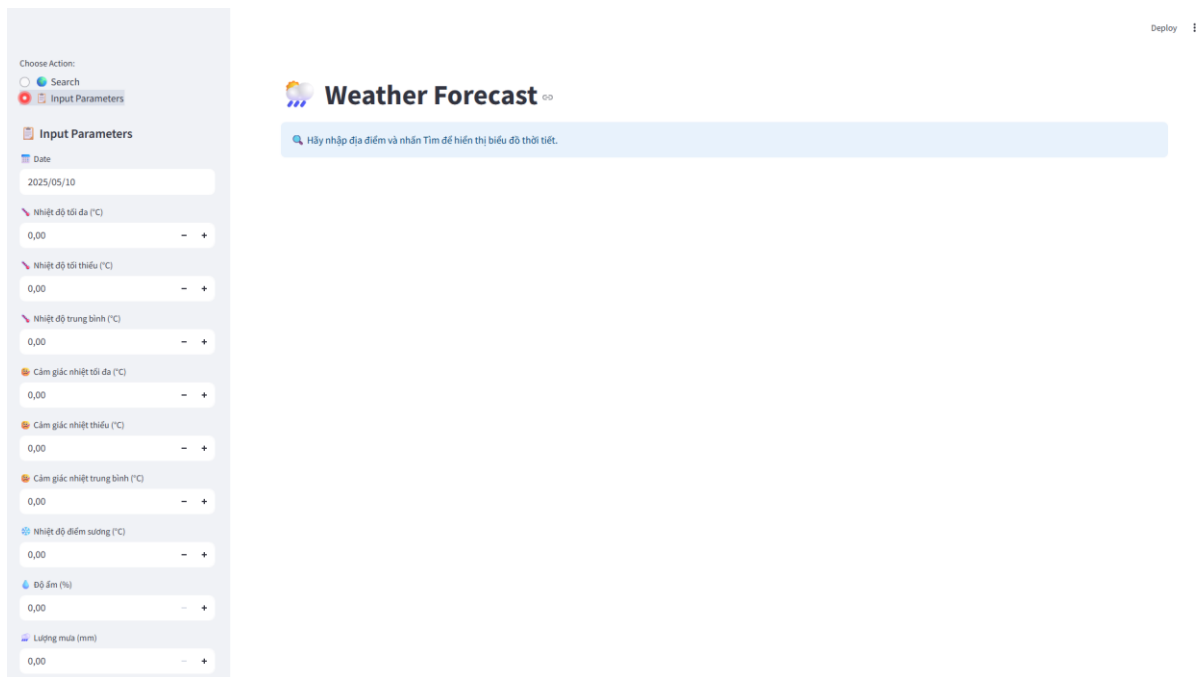 Deploy
Choose Action:
Search
Input Parameters
Input Parameters
Date
2025/05/10
Nhiệt độ tối đa (°C)
0,00
Nhiệt độ tối thiểu (°C)
0,00
Nhiệt độ trung bình (°C)
0,00
Cảm giác nhiệt tối đa (°C)
0,00
Cảm giác nhiệt thiểu (°C)
0,00
Cảm giác nhiệt trung bình (°C)
0,00
Nhiệt độ điểm sương (°C)
0,00
Độ ẩm (%)
0,00
Lượng mưa (mm)
0,00
Weather Forecast
Hãy nhập địa điểm và nhấn Tìm để hiển thị biểu đồ thời tiết.